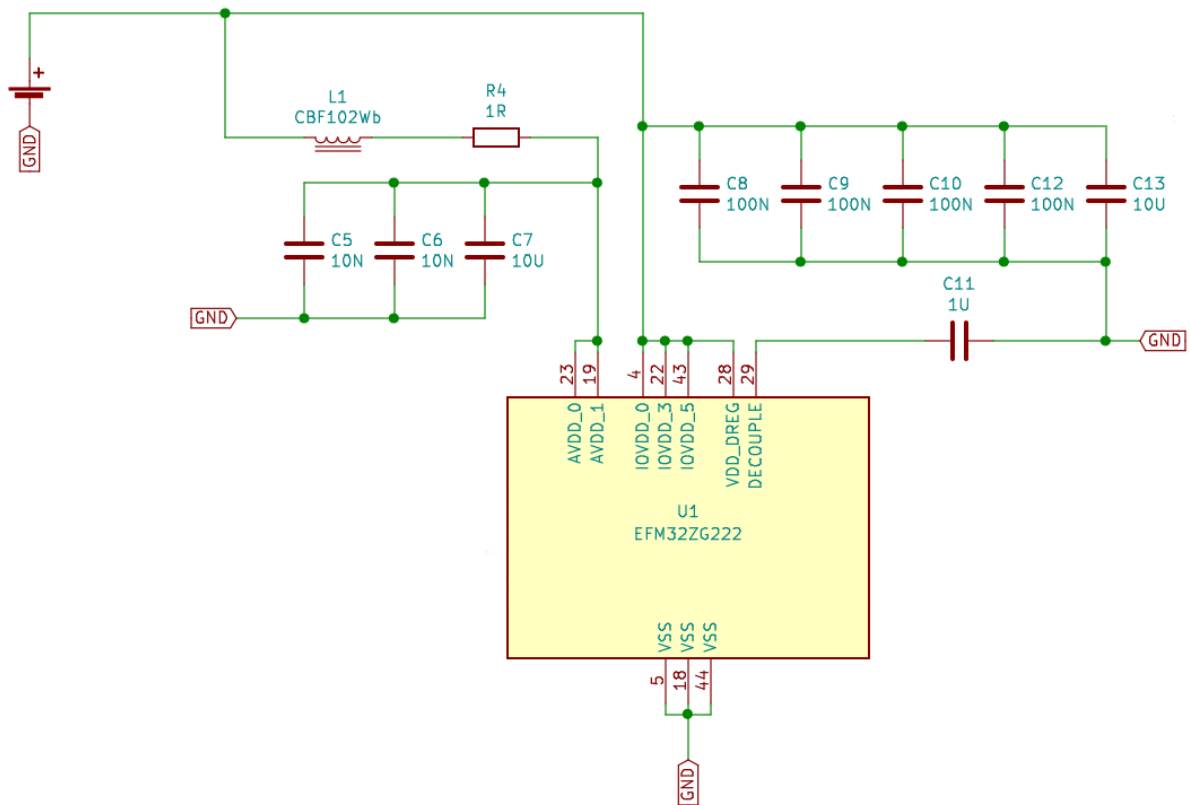 +
GND
L1
CBF102Wb
R4
1R
C5
10N
C6
10N
C7
10U
GND
C8
100N
C9
100N
C10
100N
C12
100N
C13
10U
C11
1U
GND
23
19
4
22
43
28
29
AVDD_0
AVDD_1
IOVDD_0
IOVDD_3
IOVDD_5
VDD_DREG
DECOUPLE
U1
EFM32ZG222
VSS
VSS
VSS
5
18
44
GND